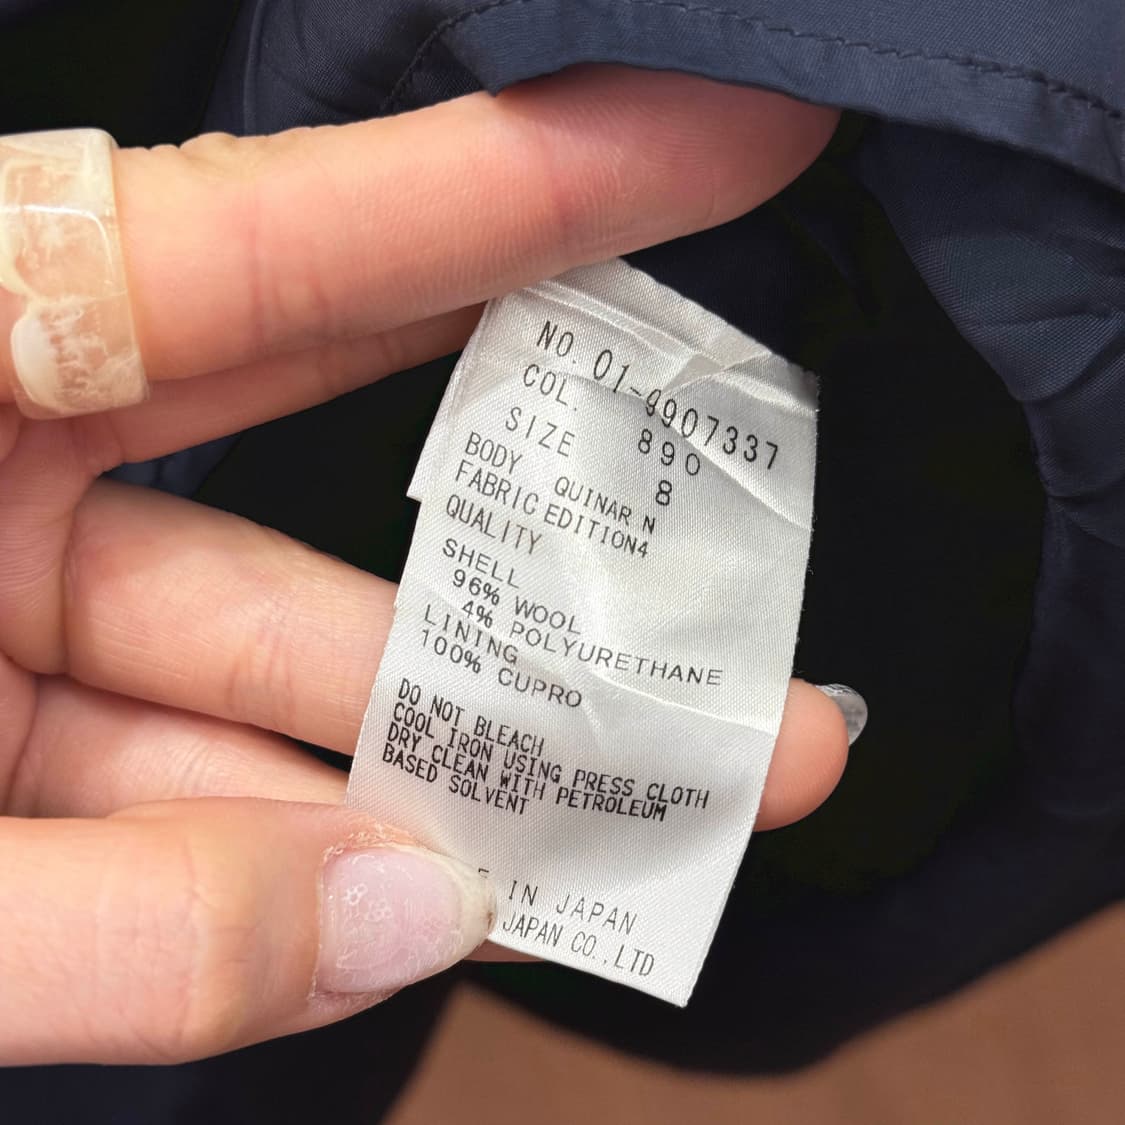 NO. 01-9907337
COL. 890
SIZE 8
BODY QUINAR N
FABRIC EDITION4
QUALITY
SHELL
96% WOOL
4% POLYURETHANE
LINING
100% CUPRO
DO NOT BLEACH
COOL IRON USING PRESS CLOTH
DRY CLEAN WITH PETROLEUM
BASED SOLVENT
IN JAPAN
JAPAN CO.,LTD